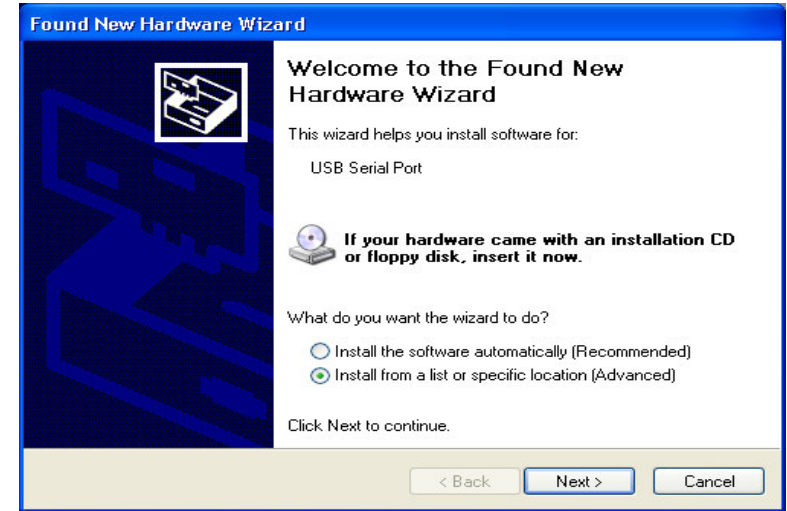 Found New Hardware Wizard
Welcome to the Found New
Hardware Wizard
This wizard helps you install software for:
USB Serial Port
If your hardware came with an installation CD
or floppy disk, insert it now.
What do you want the wizard to do?
Install the software automatically (Recommended)
Install from a list or specific location (Advanced)
Click Next to continue.
< Back
Next >
Cancel